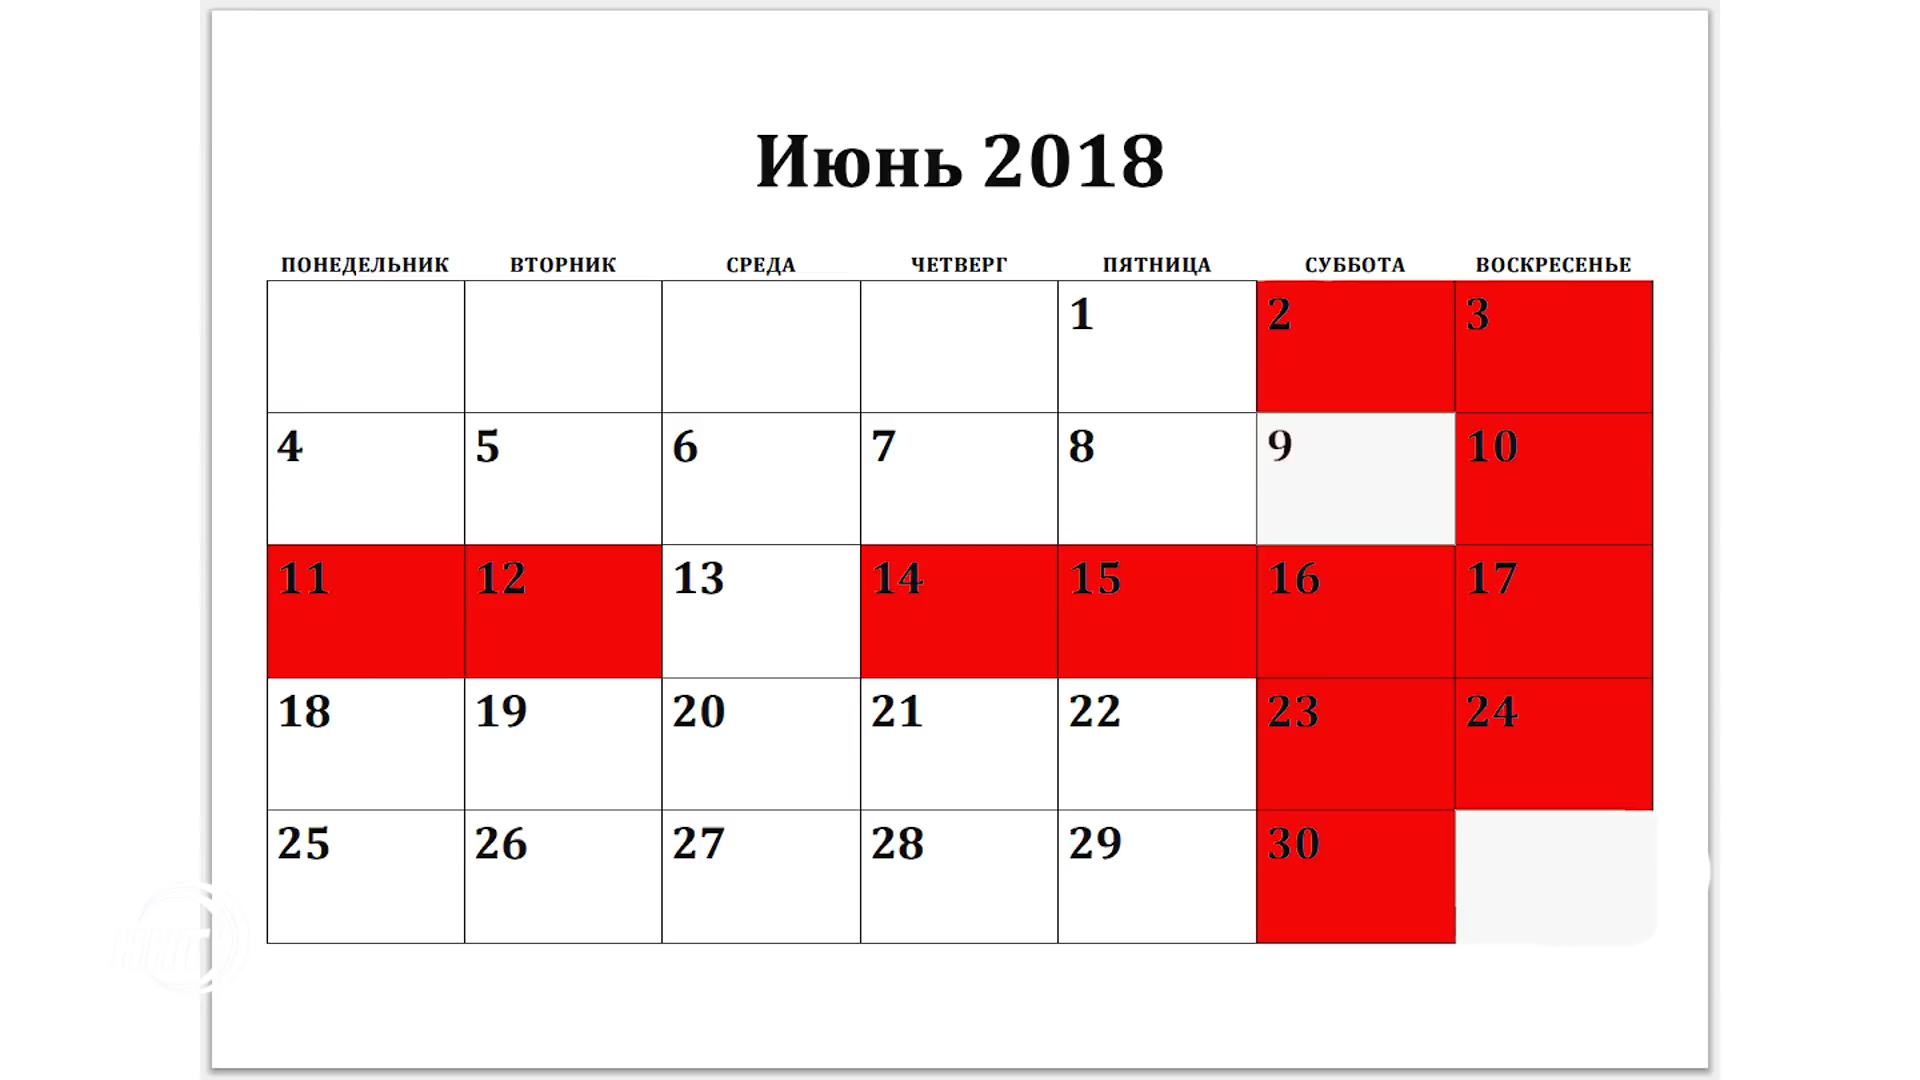 Июнь 2018
ПОНЕДЕЛЬНИК ВТОРНИК СРЕДА ЧЕТВЕРГ ПЯТНИЦА СУББОТА ВОСКРЕСЕНЬЕ
1 2 3
4 5 6 7 8 9 10
11 12 13 14 15 16 17
18 19 20 21 22 23 24
25 26 27 28 29 30